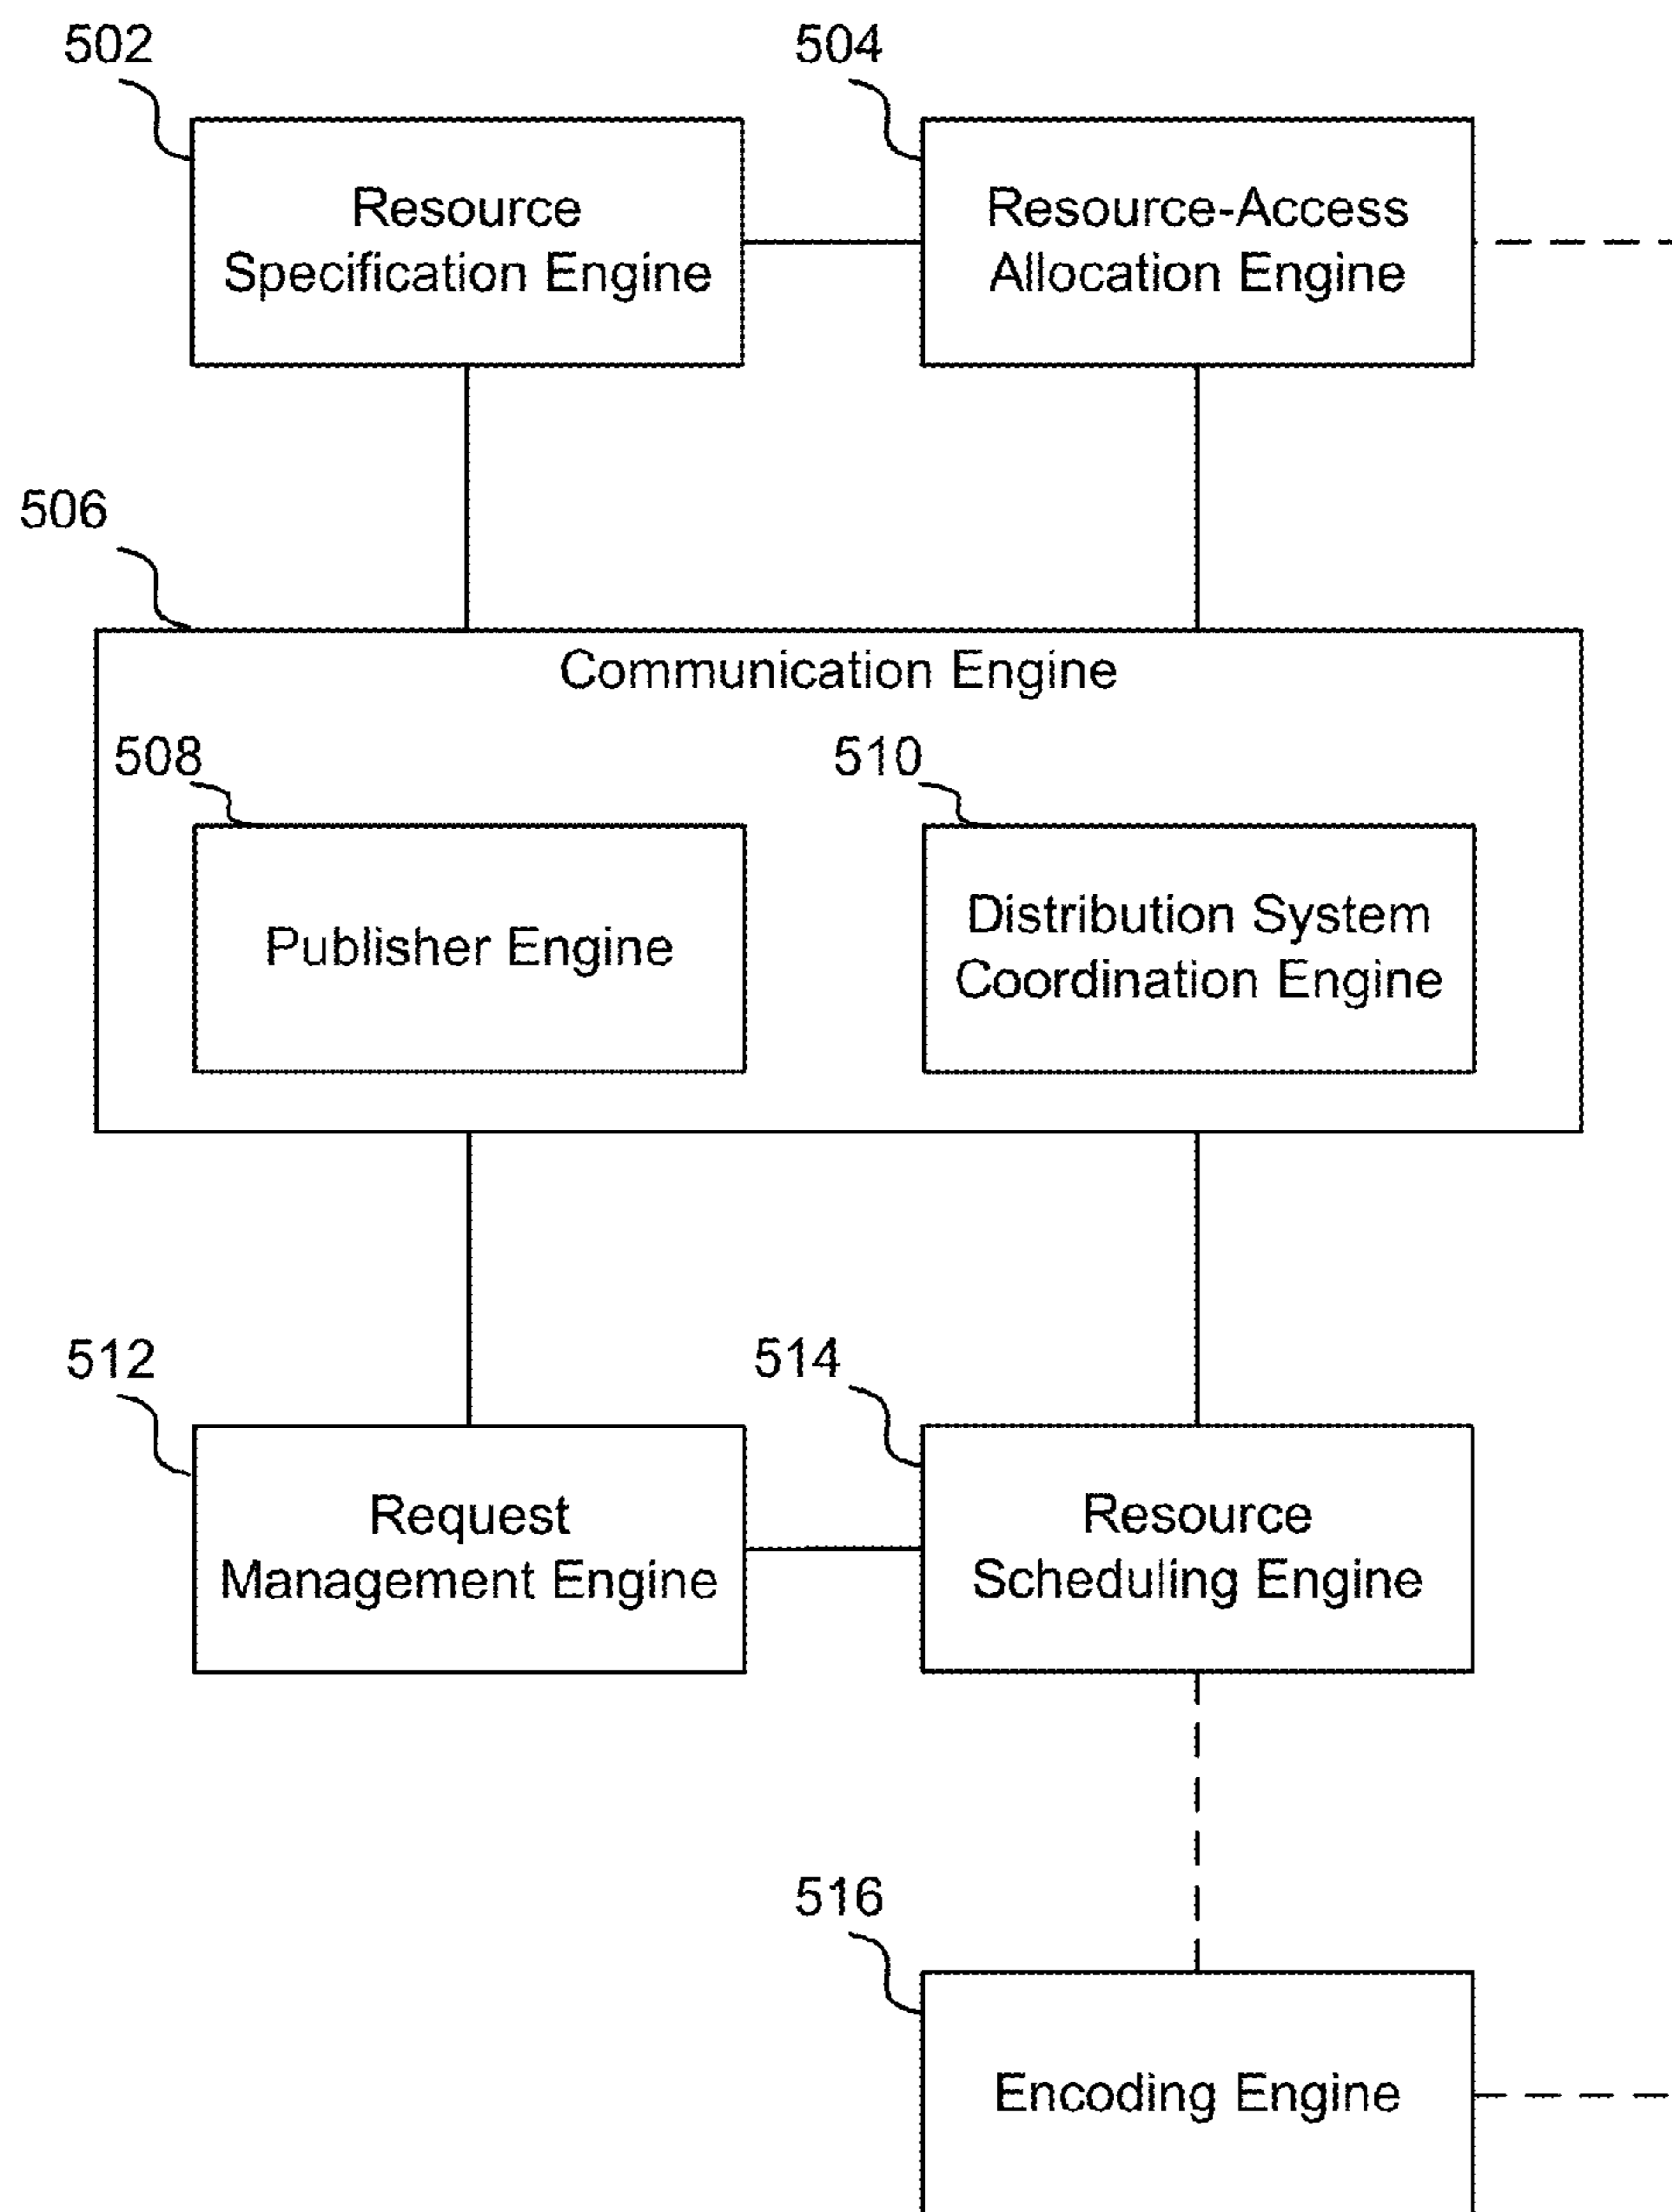 502
504
Resource
Specification Engine
Resource-Access
Allocation Engine
506
Communication Engine
508
510
Publisher Engine
Distribution System
Coordination Engine
512
514
Request
Management Engine
Resource
Scheduling Engine
516
Encoding Engine